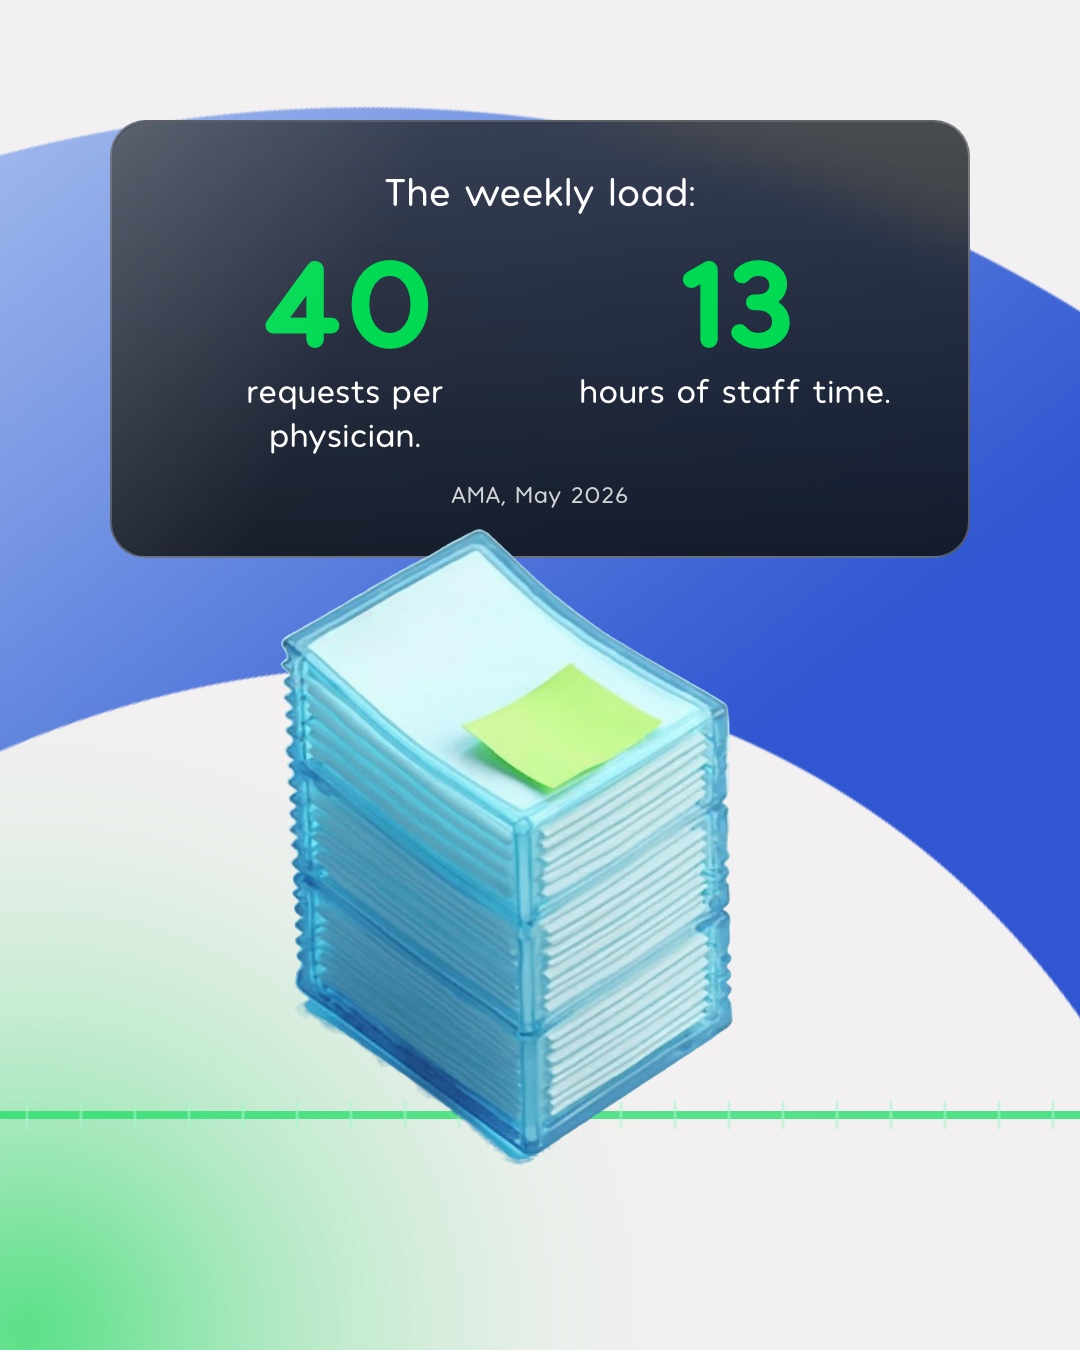 The weekly load:
40
requests per
physician.
13
hours of staff time.
AMA, May 2026